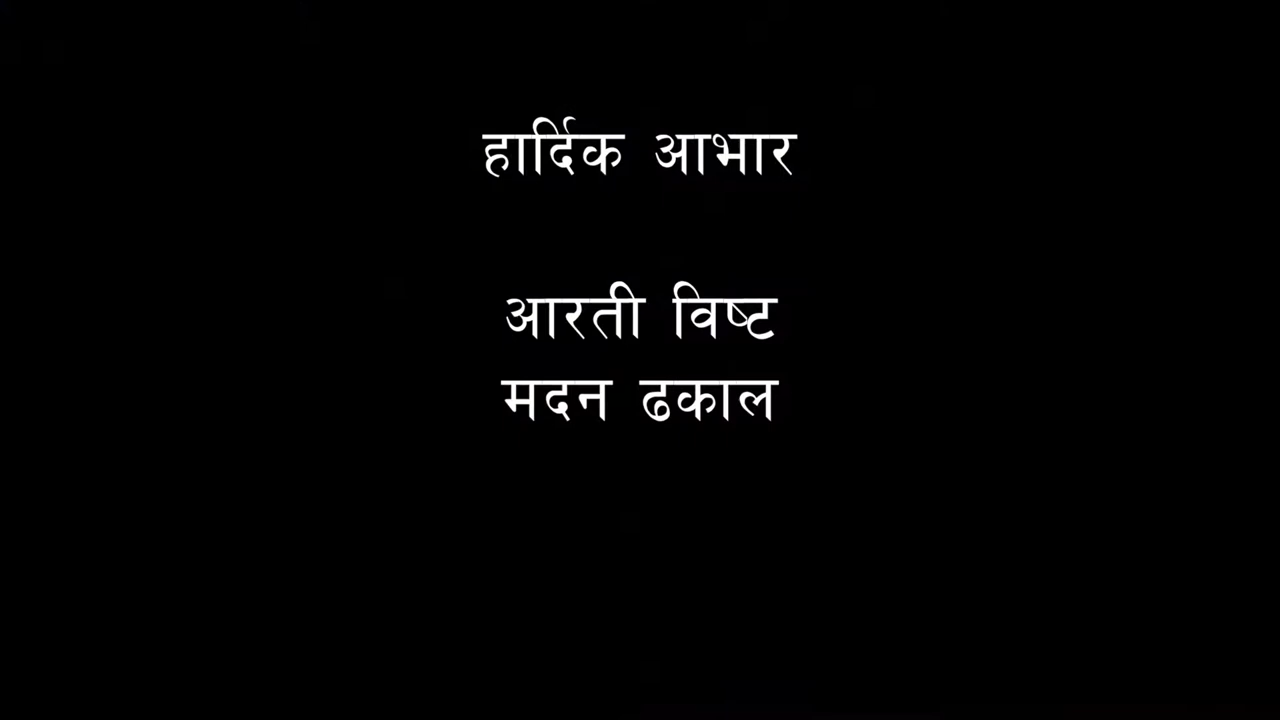 हार्दिक आभार
आरती विष्ट
मदन ढकाल